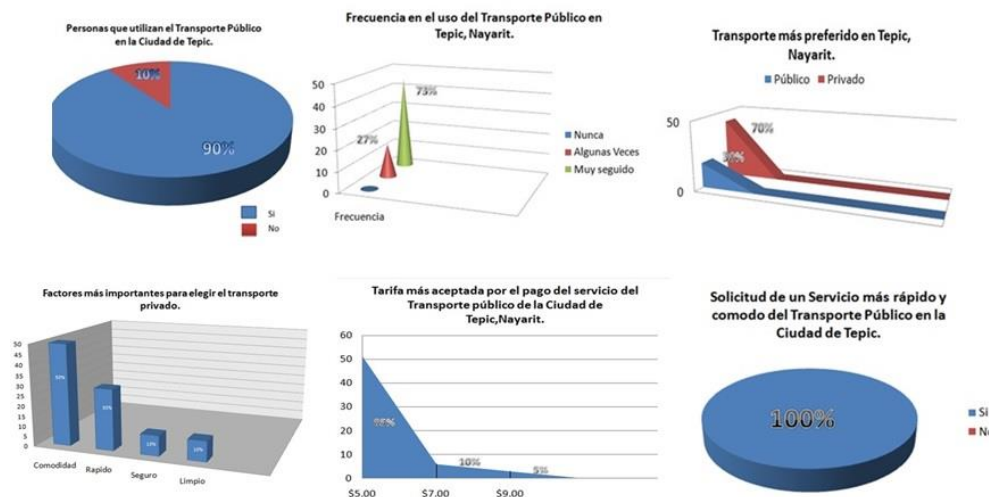 Personas que utilizan el Transporte Público
en la Ciudad de Tepic.
10%
90%
Si
No
Frecuencia en el uso del Transporte Público en
Tepic, Nayarit.
50
40
30
20
10
0
73%
27%
Frecuencia
Nunca
Algunas Veces
Muy seguido
Transporte más preferido en Tepic,
Nayarit.
Público Privado
50
0
70%
30%
Factores más importantes para elegir el transporte
privado.
50
45
40
35
30
25
20
15
10
5
0
Comodidad
Rapido
Seguro
Limpio
Tarifa más aceptada por el pago del servicio del
Transporte público de la Ciudad de
Tepic,Nayarit.
60
50
40
30
20
10
0
10%
5%
$5.00 $7.00 $9.00
Solicitud de un Servicio más rápido y
comodo del Transporte Público en la
Ciudad de Tepic.
100%
Si